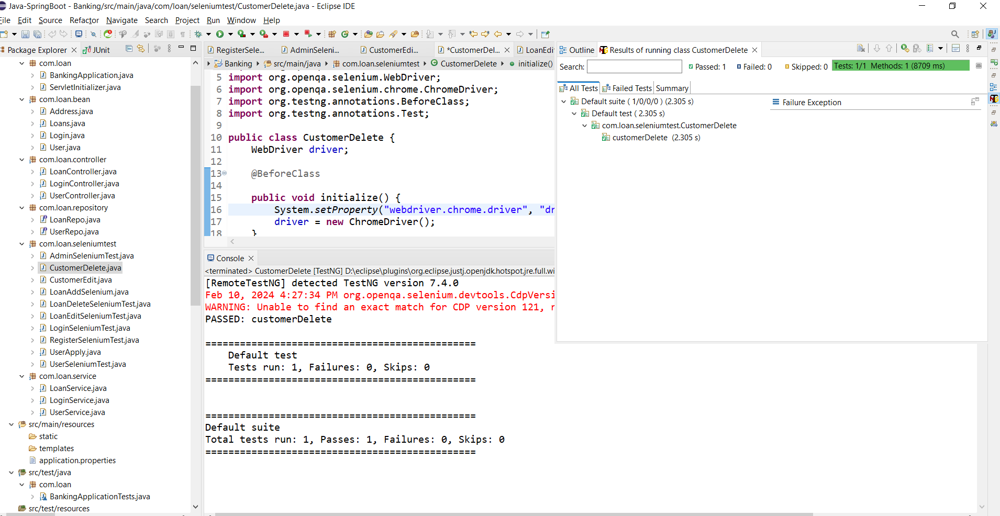 Java-SpringBoot - Banking/src/main/java/com/loan/seleniumtest/CustomerDelete.java - Eclipse IDE
File Edit Source Refactor Navigate Search Project Run Window Help
Package Explorer JUnit
com.loan
BankingApplication.java
ServletInitializer.java
com.loan.bean
Address.java
Loans.java
Login.java
User.java
com.loan.controller
LoanController.java
LoginController.java
UserController.java
com.loan.repository
LoanRepo.java
UserRepo.java
com.loan.seleniumtest
AdminSeleniumTest.java
CustomerDelete.java
CustomerEdit.java
LoanAddSelenium.java
LoanDeleteSeleniumTest.java
LoanEditSeleniumTest.java
LoginSeleniumTest.java
RegisterSeleniumTest.java
UserApply.java
UserSeleniumTest.java
com.loan.service
LoanService.java
LoginService.java
UserService.java
src/main/resources
static
templates
application.properties
src/test/java
com.loan
BankingApplicationTests.java
src/test/resources
RegisterSele... AdminSeleni... CustomerEdi... *CustomerDel... LoanEdi
Banking src/main/java com.loan.seleniumtest CustomerDelete initialize()
5 import org.openqa.selenium.WebDriver;
6 import org.openqa.selenium.chrome.ChromeDriver;
7 import org.testng.annotations.BeforeClass;
8 import org.testng.annotations.Test;
9
10 public class CustomerDelete {
11 WebDriver driver;
12
13 @BeforeClass
14
15 public void initialize() {
16 System.setProperty("webdriver.chrome.driver", "dr
17 driver = new ChromeDriver();
18 }
Console
<terminated> CustomerDelete [TestNG] D:\eclipse\plugins\org.eclipse.justj.openjdk.hotspot.jre.full.wi
[RemoteTestNG] detected TestNG version 7.4.0
Feb 10, 2024 4:27:34 PM org.openqa.selenium.devtools.CdpVersi
WARNING: Unable to find an exact match for CDP version 121, r
PASSED: customerDelete
===============================================
Default test
Tests run: 1, Failures: 0, Skips: 0
===============================================
===============================================
Default suite
Total tests run: 1, Passes: 1, Failures: 0, Skips: 0
===============================================
Outline Results of running class CustomerDelete
Search: Passed: 1 Failed: 0 Skipped: 0 Tests: 1/1 Methods: 1 (8709 ms)
All Tests Failed Tests Summary
Default suite ( 1/0/0/0 ) (2.305 s)
Default test ( 2.305 s)
com.loan.seleniumtest.CustomerDelete
customerDelete (2.305 s)
Failure Exception